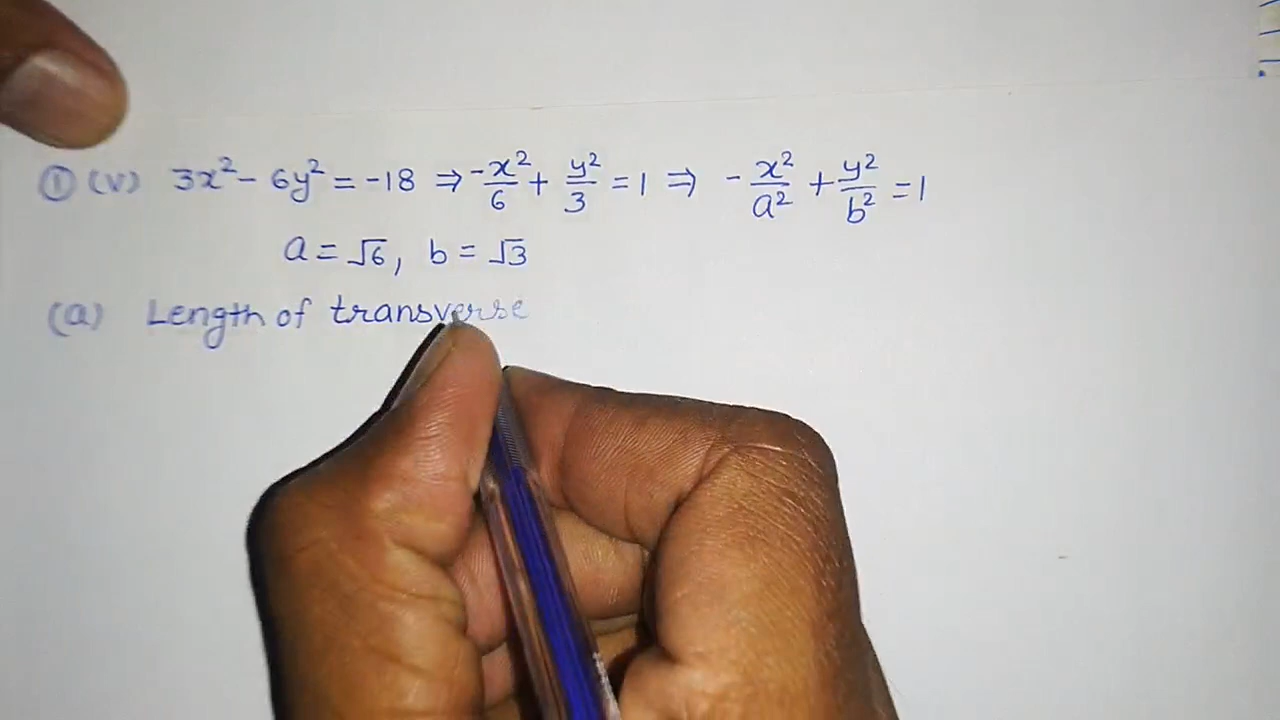 ① (V) 3x² - 6y² = -18 ⇒ -x²/6 + y²/3 = 1 ⇒ -x²/a² + y²/b² = 1
a = √6, b = √3
(a) Length of transverse